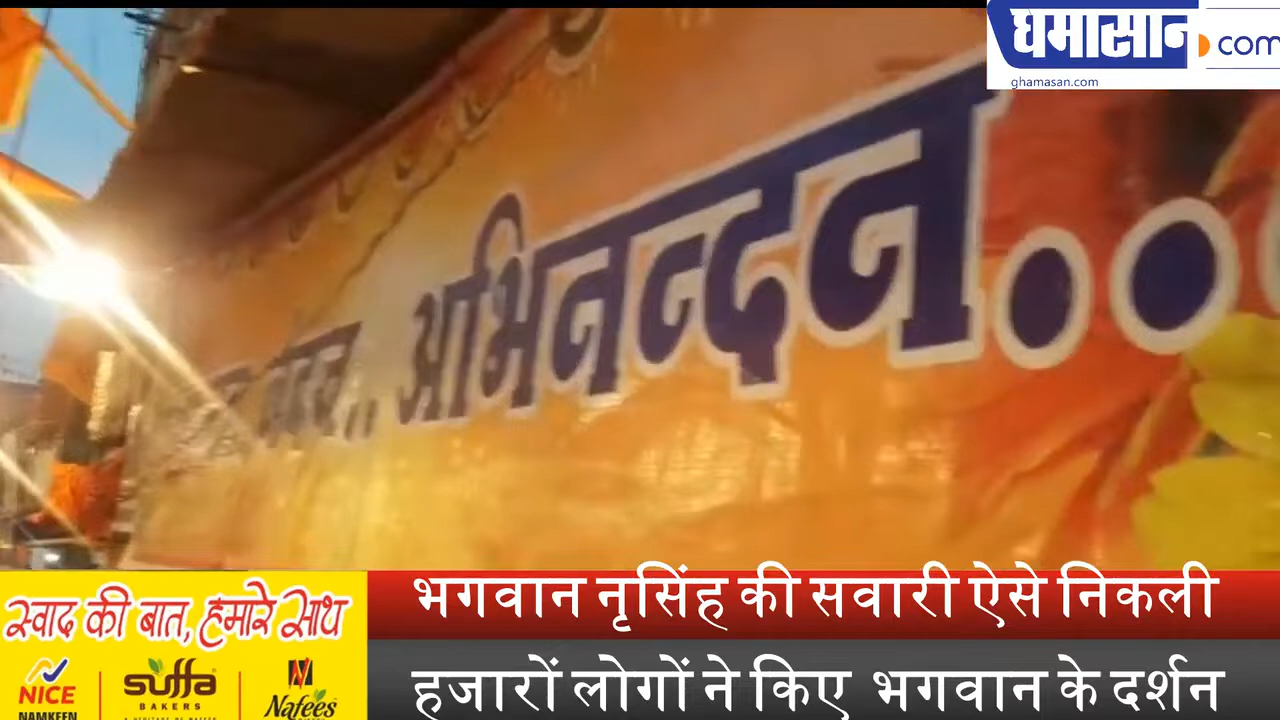 घमासान com
ghamasan.com
अभिनन्दन..
भगवान नृसिंह की सवारी ऐसे निकली
हजारों लोगों ने किए भगवान के दर्शन
स्वाद की बात, हमारे साथ
NICE
NAMKEEN
suffa
BAKERS
Nafees